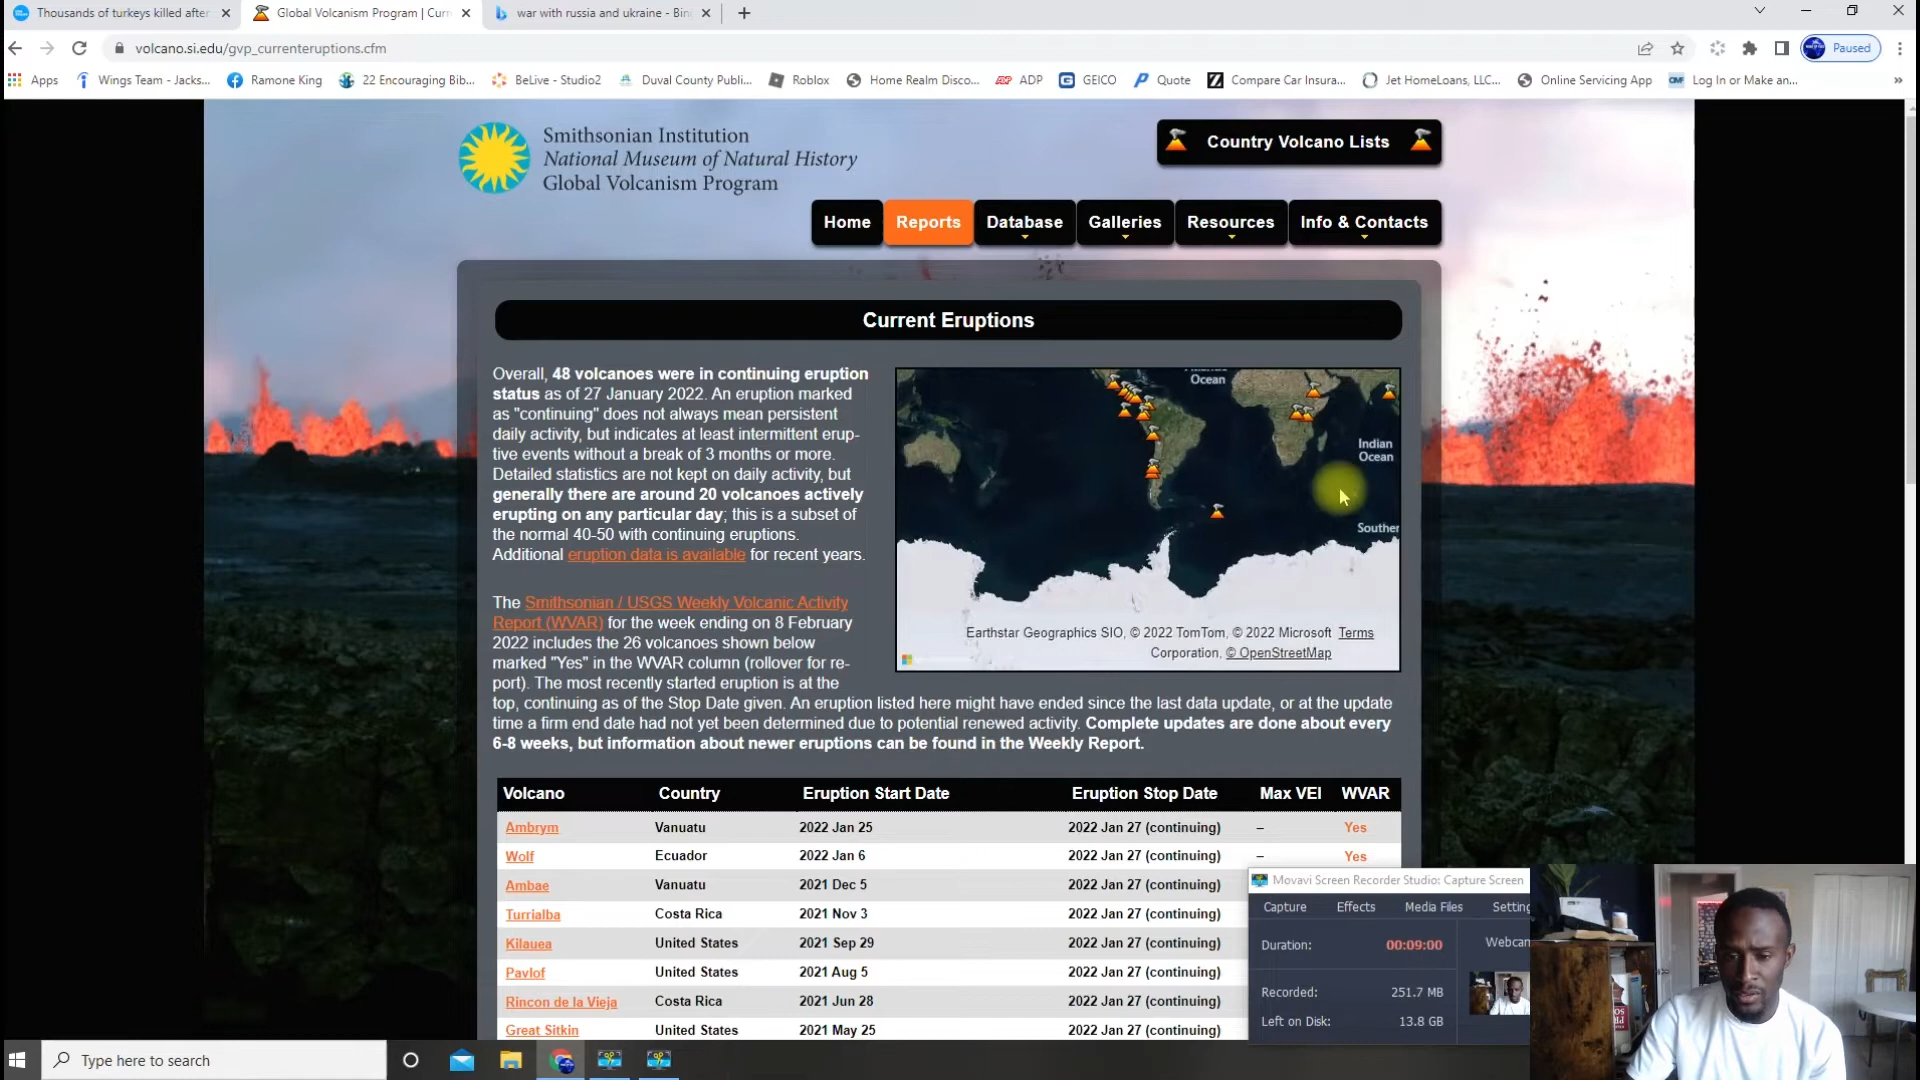 Thousands of turkeys killed after
Global Volcanism Program | Curr
war with russia and ukraine - Bin
volcano.si.edu/gvp_currenteruptions.cfm
Paused
Apps
Wings Team - Jacks...
Ramone King
22 Encouraging Bib...
BeLive - Studio2
Duval County Publi...
Roblox
Home Realm Disco...
ADP
GEICO
Quote
Compare Car Insura...
Jet HomeLoans, LLC...
Online Servicing App
Log In or Make an...
Smithsonian Institution
National Museum of Natural History
Global Volcanism Program
Country Volcano Lists
Home Reports Database Galleries Resources Info & Contacts
Current Eruptions
Overall, 48 volcanoes were in continuing eruption
status as of 27 January 2022. An eruption marked
as "continuing" does not always mean persistent
daily activity, but indicates at least intermittent erup-
tive events without a break of 3 months or more.
Detailed statistics are not kept on daily activity, but
generally there are around 20 volcanoes actively
erupting on any particular day; this is a subset of
the normal 40-50 with continuing eruptions.
Additional eruption data is available for recent years.
Ocean
Indian
Ocean
Souther
Earthstar Geographics SIO, © 2022 TomTom, © 2022 Microsoft Terms
Corporation, © OpenStreetMap
The Smithsonian / USGS Weekly Volcanic Activity
Report (WVAR) for the week ending on 8 February
2022 includes the 26 volcanoes shown below
marked "Yes" in the WVAR column (rollover for re-
port). The most recently started eruption is at the
top, continuing as of the Stop Date given. An eruption listed here might have ended since the last data update, or at the update
time a firm end date had not yet been determined due to potential renewed activity. Complete updates are done about every
6-8 weeks, but information about newer eruptions can be found in the Weekly Report.
Volcano Country Eruption Start Date Eruption Stop Date Max VEI WVAR
Ambrym Vanuatu 2022 Jan 25 2022 Jan 27 (continuing) – Yes
Wolf Ecuador 2022 Jan 6 2022 Jan 27 (continuing) – Yes
Ambae Vanuatu 2021 Dec 5 2022 Jan 27 (continuing)
Turrialba Costa Rica 2021 Nov 3 2022 Jan 27 (continuing)
Kilauea United States 2021 Sep 29 2022 Jan 27 (continuing)
Pavlof United States 2021 Aug 5 2022 Jan 27 (continuing)
Rincon de la Vieja Costa Rica 2021 Jun 28 2022 Jan 27 (continuing)
Great Sitkin United States 2021 May 25 2022 Jan 27 (continuing)
Movavi Screen Recorder Studio: Capture Screen
Capture Effects Media Files Setting
Duration: 00:09:00 Webcam
Recorded: 251.7 MB
Left on Disk: 13.8 GB
Type here to search